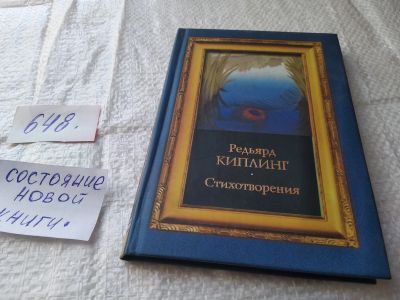 648.
СОСТОЯНИЕ
НОВОЙ
КНИГИ.
Редьярд
КИПЛИНГ
Стихотворения